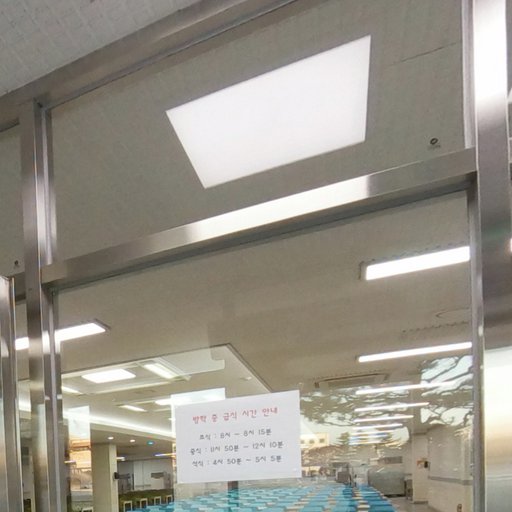 방학 중 급식 시간 안내
조식 : 8시 ~ 8시 15분
중식 : 11시 50분 ~ 12시 10분
석식 : 4시 50분 ~ 5시 5분